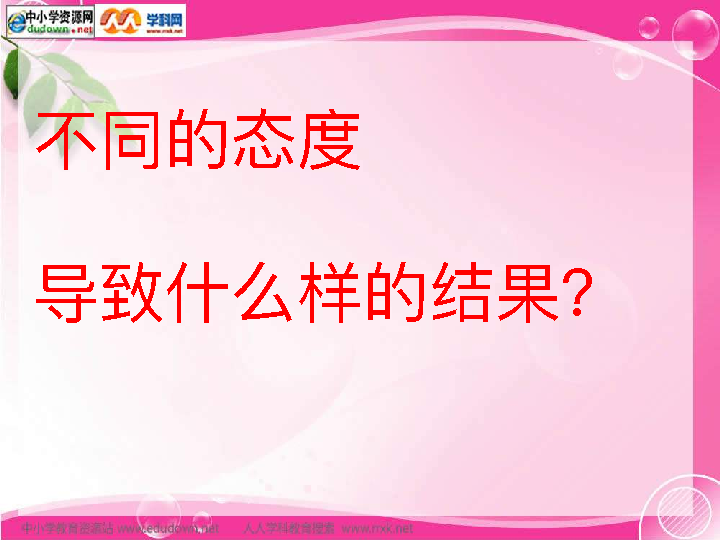 中小学资源网
edudown.net
学科网
www.rrxk.net
不同的态度
导致什么样的结果？
中小学教育资源站 www.edudown.net 人人学科教育搜索 www.rrxk.net